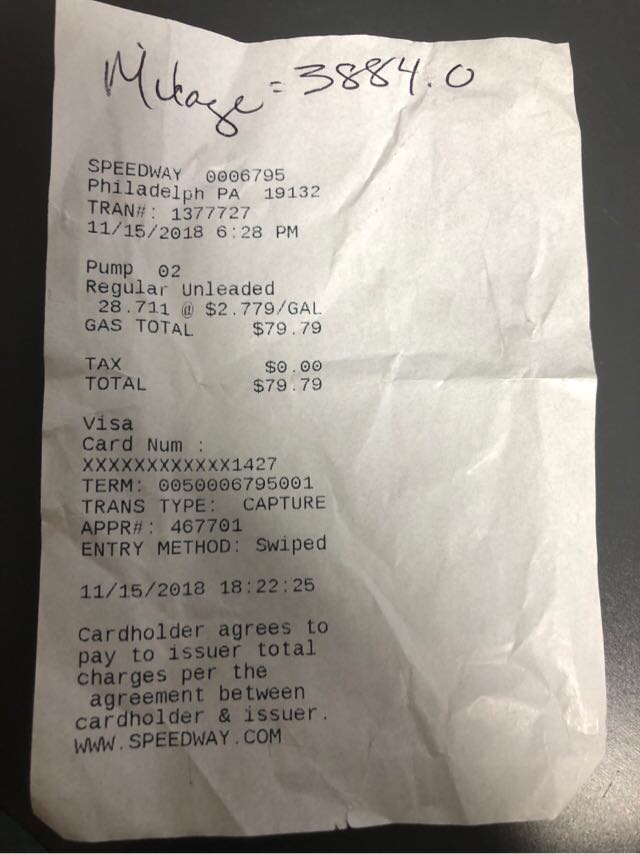 Mileage = 3884.0
SPEEDWAY 0006795
Philadelph PA 19132
TRAN#: 1377727
11/15/2018 6:28 PM
Pump 02
Regular Unleaded
28.711 @ $2.779/GAL
GAS TOTAL $79.79
TAX $0.00
TOTAL $79.79
Visa
Card Num :
XXXXXXXXXXXX1427
TERM: 0050006795001
TRANS TYPE: CAPTURE
APPR#: 467701
ENTRY METHOD: Swiped
11/15/2018 18:22:25
Cardholder agrees to
pay to issuer total
charges per the
agreement between
cardholder & issuer.
WWW.SPEEDWAY.COM